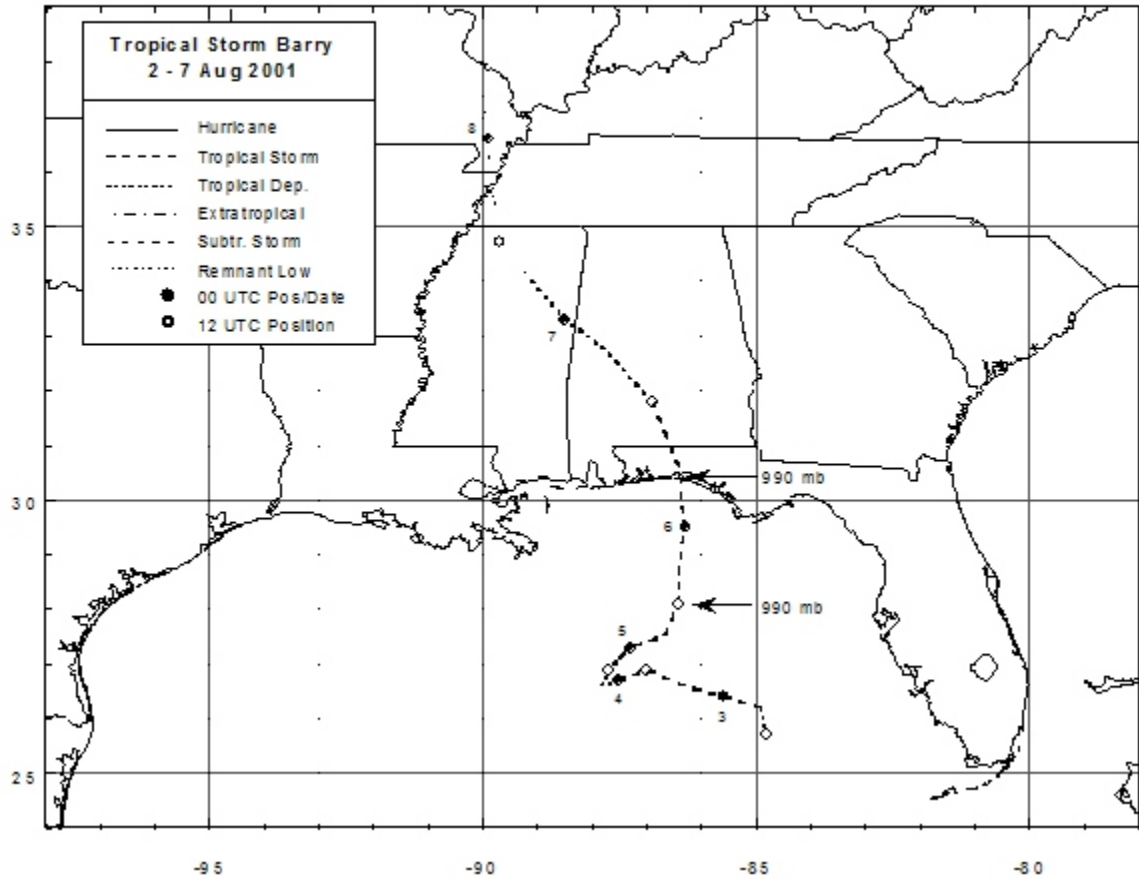 Tropical Storm Barry
2 - 7 Aug 2001
Hurricane
Tropical Storm
Tropical Dep.
Extratropical
Subtr. Storm
Remnant Low
00 UTC Pos/Date
12 UTC Position
8
35
7
990 mb
30
6
990 mb
5
4
3
25
-95
-90
-85
-80